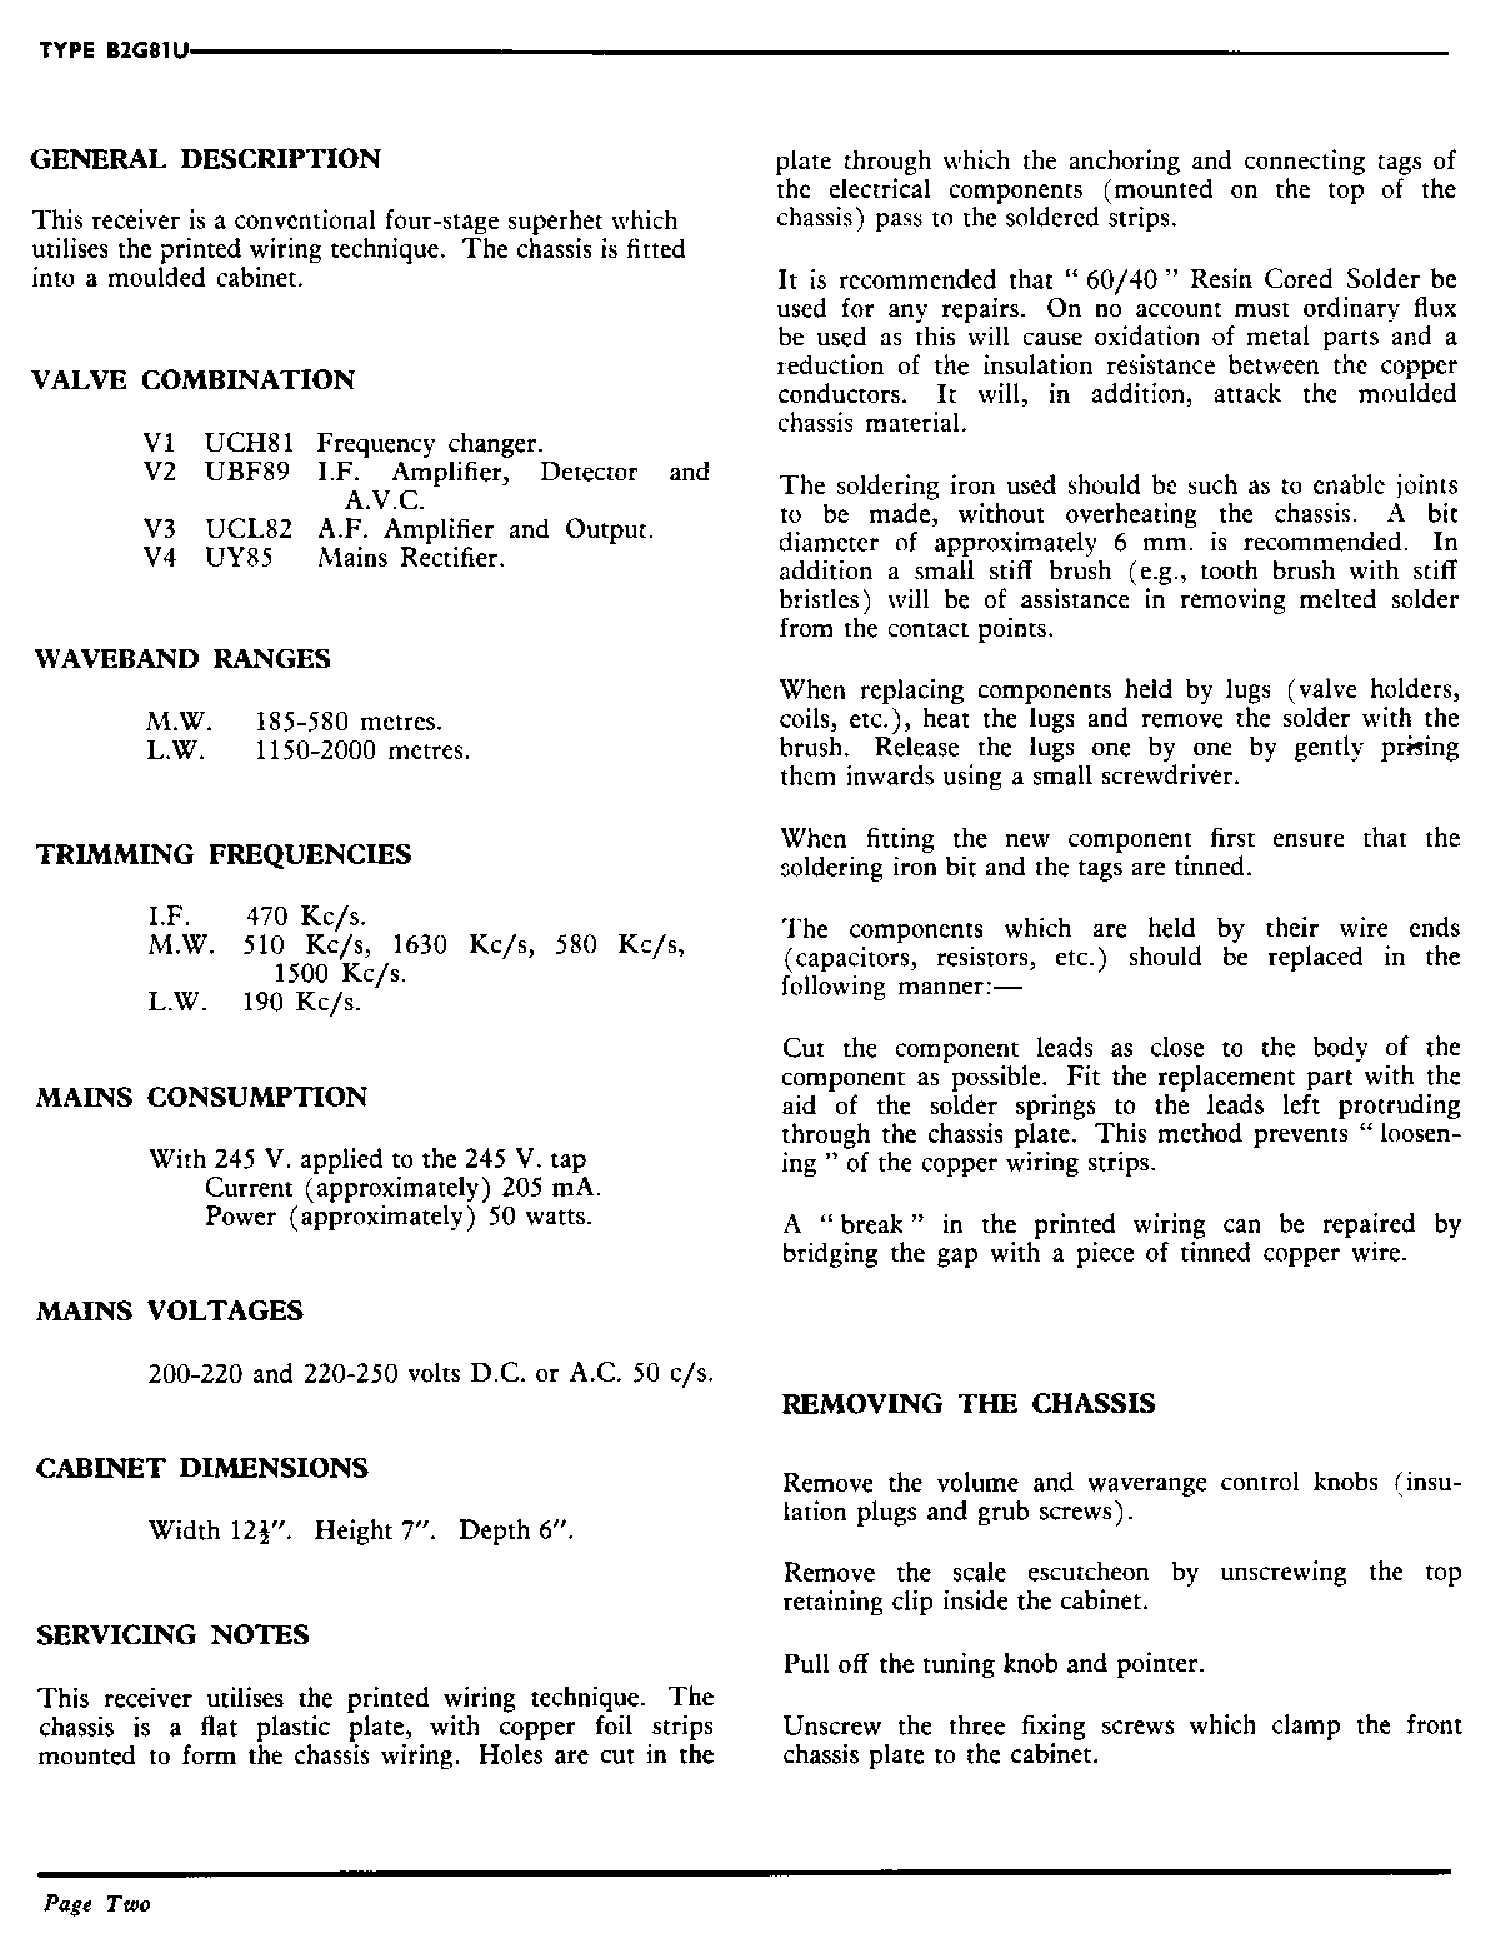 TYPE B2G81U
GENERAL DESCRIPTION
This receiver is a conventional four-stage superhet which
utilises the printed wiring technique. The chassis is fitted
into a moulded cabinet.
VALVE COMBINATION
V1 UCH81 Frequency changer.
V2 UBF89 I.F. Amplifier, Detector and
A.V.C.
V3 UCL82 A.F. Amplifier and Output.
V4 UY85 Mains Rectifier.
WAVEBAND RANGES
M.W. 185-580 metres.
L.W. 1150-2000 metres.
TRIMMING FREQUENCIES
I.F. 470 Kc/s.
M.W. 510 Kc/s, 1630 Kc/s, 580 Kc/s,
1500 Kc/s.
L.W. 190 Kc/s.
MAINS CONSUMPTION
With 245 V. applied to the 245 V. tap
Current (approximately) 205 mA.
Power (approximately) 50 watts.
MAINS VOLTAGES
200-220 and 220-250 volts D.C. or A.C. 50 c/s.
CABINET DIMENSIONS
Width 12½″. Height 7″. Depth 6″.
SERVICING NOTES
This receiver utilises the printed wiring technique. The
chassis is a flat plastic plate, with copper foil strips
mounted to form the chassis wiring. Holes are cut in the
plate through which the anchoring and connecting tags of
the electrical components (mounted on the top of the
chassis) pass to the soldered strips.
It is recommended that “ 60/40 ” Resin Cored Solder be
used for any repairs. On no account must ordinary flux
be used as this will cause oxidation of metal parts and a
reduction of the insulation resistance between the copper
conductors. It will, in addition, attack the moulded
chassis material.
The soldering iron used should be such as to enable joints
to be made, without overheating the chassis. A bit
diameter of approximately 6 mm. is recommended. In
addition a small stiff brush (e.g., tooth brush with stiff
bristles) will be of assistance in removing melted solder
from the contact points.
When replacing components held by lugs (valve holders,
coils, etc.), heat the lugs and remove the solder with the
brush. Release the lugs one by one by gently prising
them inwards using a small screwdriver.
When fitting the new component first ensure that the
soldering iron bit and the tags are tinned.
The components which are held by their wire ends
(capacitors, resistors, etc.) should be replaced in the
following manner:—
Cut the component leads as close to the body of the
component as possible. Fit the replacement part with the
aid of the solder springs to the leads left protruding
through the chassis plate. This method prevents “ loosen-
ing ” of the copper wiring strips.
A “ break ” in the printed wiring can be repaired by
bridging the gap with a piece of tinned copper wire.
REMOVING THE CHASSIS
Remove the volume and waverange control knobs (insu-
lation plugs and grub screws).
Remove the scale escutcheon by unscrewing the top
retaining clip inside the cabinet.
Pull off the tuning knob and pointer.
Unscrew the three fixing screws which clamp the front
chassis plate to the cabinet.
Page Two